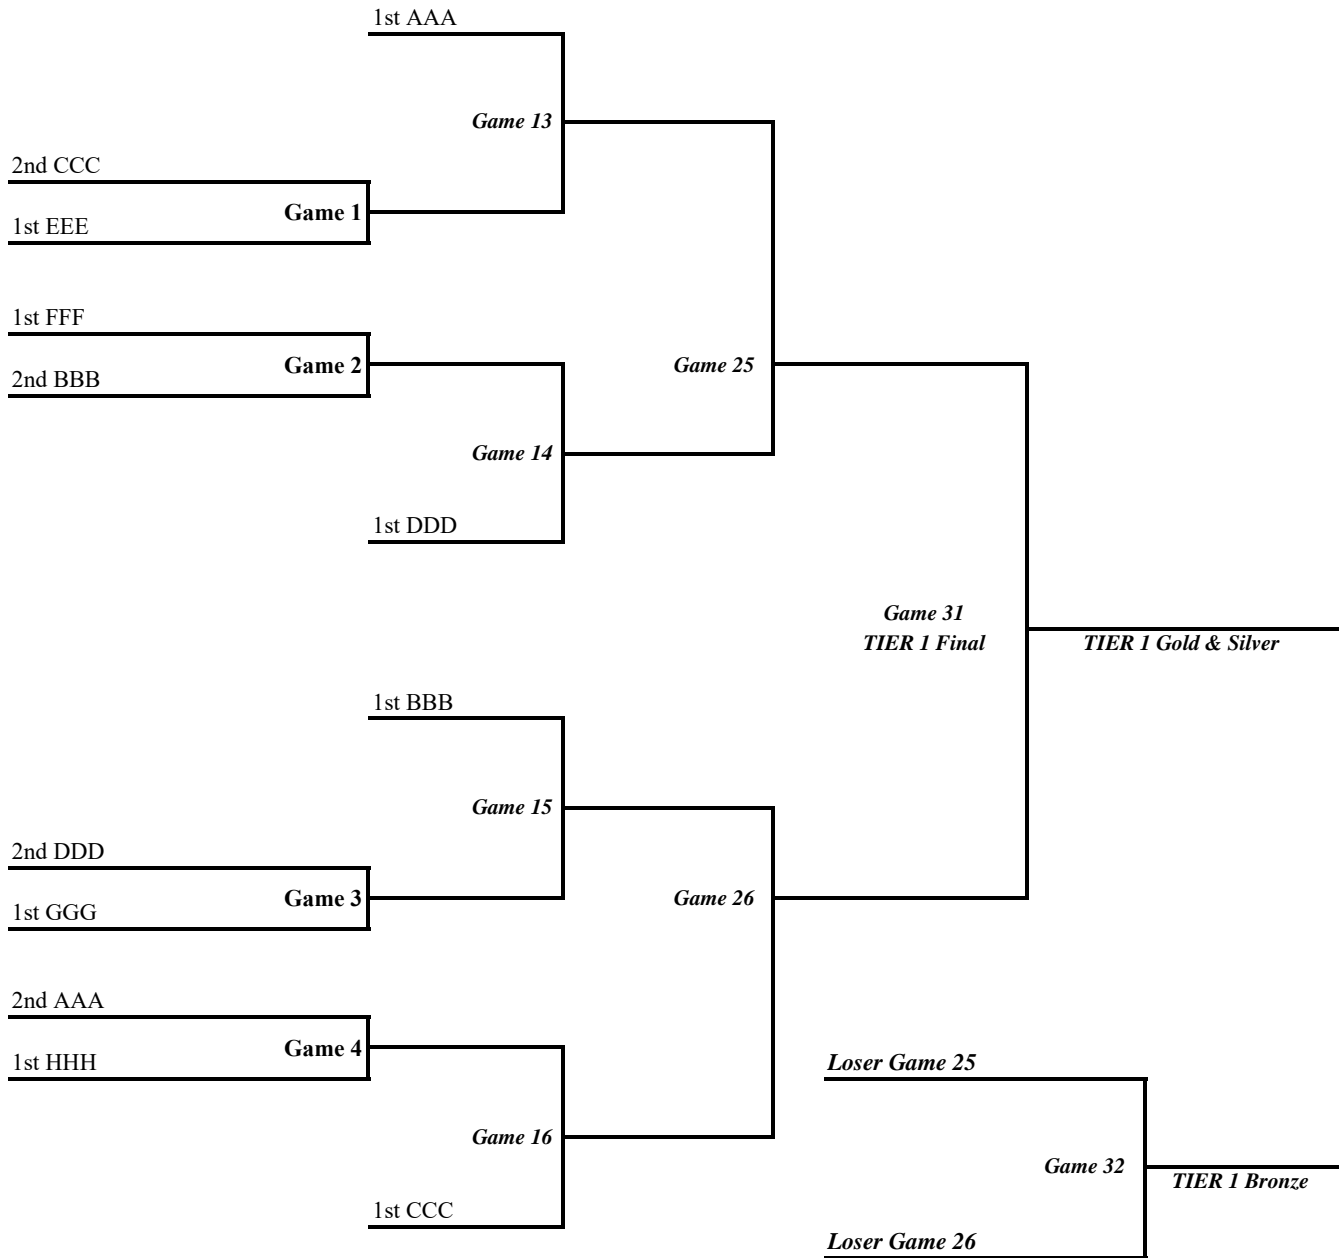 1st AAA
Game 13
2nd CCC
Game 1
1st EEE
1st FFF
Game 2
2nd BBB
Game 25
Game 14
1st DDD
Game 31
TIER 1 Final
TIER 1 Gold & Silver
1st BBB
Game 15
2nd DDD
Game 3
1st GGG
Game 26
2nd AAA
Game 4
1st HHH
Game 16
1st CCC
Loser Game 25
Game 32
TIER 1 Bronze
Loser Game 26